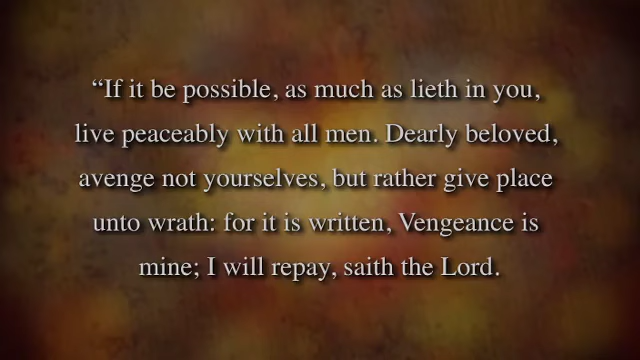 “If it be possible, as much as lieth in you,
live peaceably with all men. Dearly beloved,
avenge not yourselves, but rather give place
unto wrath: for it is written, Vengeance is
mine; I will repay, saith the Lord.